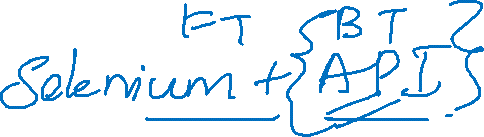 FT { BT }
Selenium + { API }